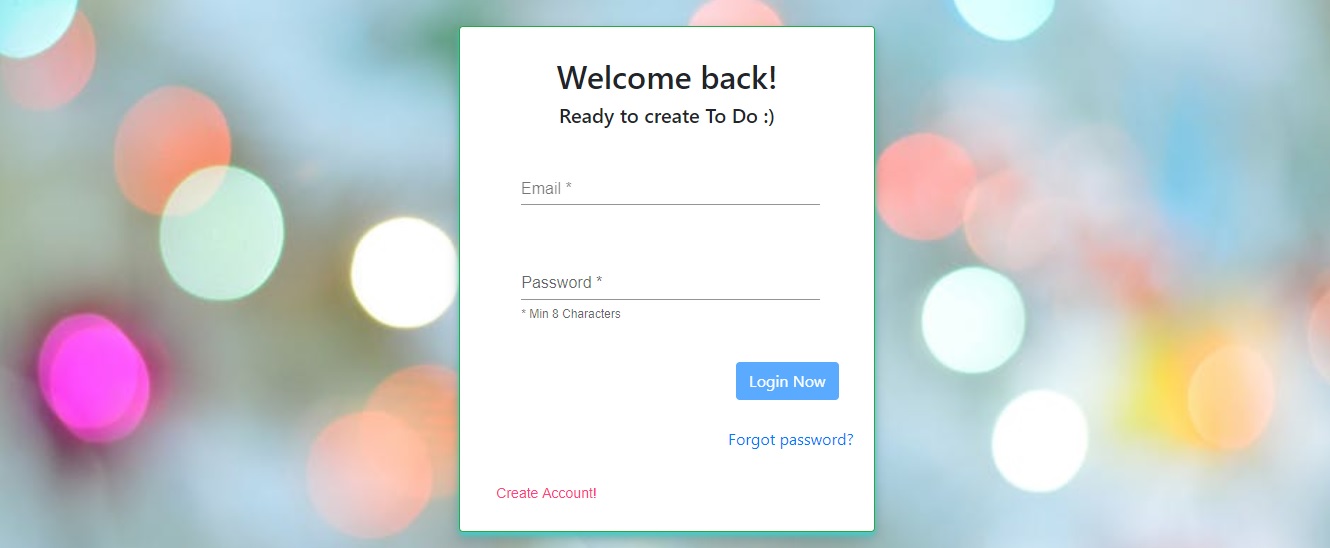 Welcome back!
Ready to create To Do :)
Email *
Password *
* Min 8 Characters
Login Now
Forgot password?
Create Account!